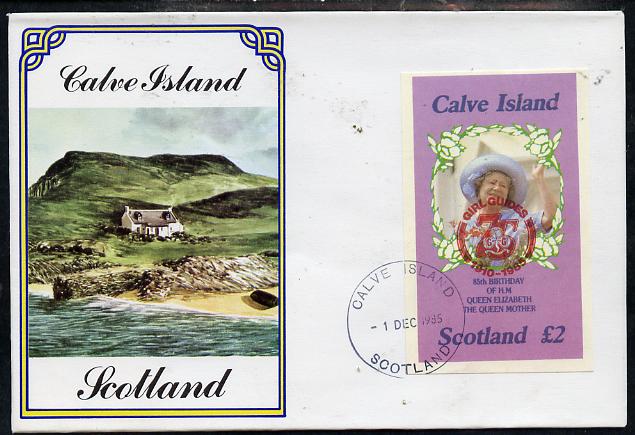 Calve Island
Scotland
Calve Island
GIRL GUIDES
75
1910-1985
85th BIRTHDAY
OF H.M
QUEEN ELIZABETH
THE QUEEN MOTHER
Scotland £2
CALVE ISLAND
- 1 DEC 1985
SCOTLAND